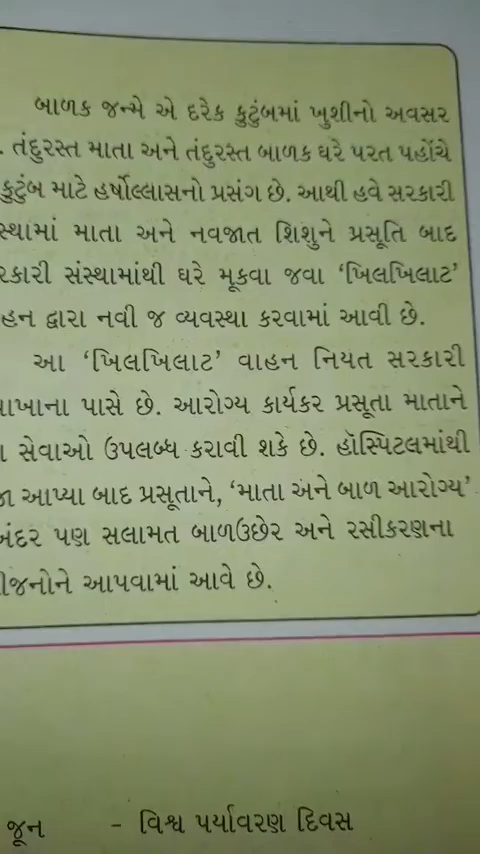 બાળક જન્મે એ દરેક કુટુંબમાં ખુશીનો અવસર
. તંદુરસ્ત માતા અને તંદુરસ્ત બાળક ઘરે પરત પહોંચે
કુટુંબ માટે હર્ષોલ્લાસનો પ્રસંગ છે. આથી હવે સરકારી
સ્થામાં માતા અને નવજાત શિશુને પ્રસૂતિ બાદ
રકારી સંસ્થામાંથી ઘરે મૂકવા જવા ‘ખિલખિલાટ’
હન દ્વારા નવી જ વ્યવસ્થા કરવામાં આવી છે.
આ ‘ખિલખિલાટ’ વાહન નિયત સરકારી
ાખાના પાસે છે. આરોગ્ય કાર્યકર પ્રસૂતા માતાને
સેવાઓ ઉપલબ્ધ કરાવી શકે છે. હૉસ્પિટલમાંથી
જા આપ્યા બાદ પ્રસૂતાને, ‘માતા અને બાળ આરોગ્ય’
અંદર પણ સલામત બાળઉછેર અને રસીકરણના
ીજનોને આપવામાં આવે છે.
જૂન - વિશ્વ પર્યાવરણ દિવસ